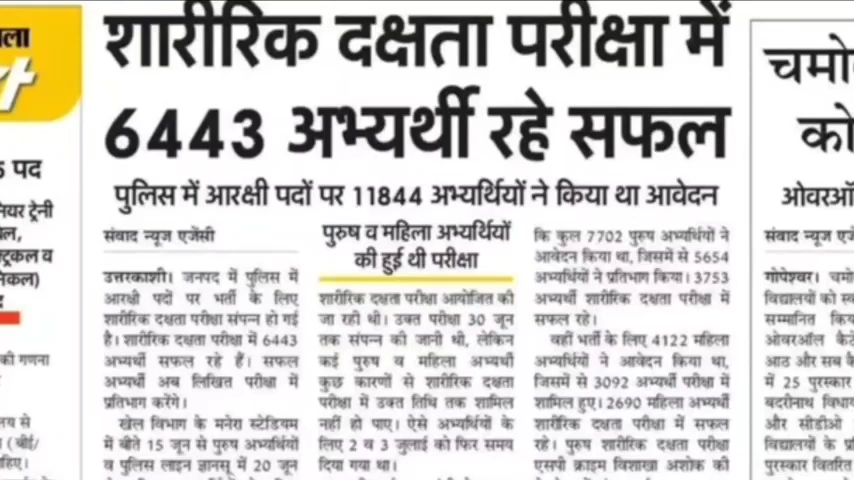 शारीरिक दक्षता परीक्षा में
6443 अभ्यर्थी रहे सफल
पुलिस में आरक्षी पदों पर 11844 अभ्यर्थियों ने किया था आवेदन
संवाद न्यूज एजेंसी
उत्तरकाशी। जनपद में पुलिस में
आरक्षी पदों पर भर्ती के लिए
शारीरिक दक्षता परीक्षा संपन्न हो गई
है। शारीरिक दक्षता परीक्षा में 6443
अभ्यर्थी सफल रहे हैं। सफल
अभ्यर्थी अब लिखित परीक्षा में
प्रतिभाग करेंगे।
खेल विभाग के मनेरा स्टेडियम
में बीते 15 जून से पुरुष अभ्यर्थियों
व पुलिस लाइन ज्ञानसू में 20 जून
पुरुष व महिला अभ्यर्थियों
की हुई थी परीक्षा
शारीरिक दक्षता परीक्षा आयोजित की
जा रही थी। उक्त परीक्षा 30 जून
तक संपन्न की जानी थी, लेकिन
कई पुरुष व महिला अभ्यर्थी
कुछ कारणों से शारीरिक दक्षता
परीक्षा में उक्त तिथि तक शामिल
नहीं हो पाए। ऐसे अभ्यर्थियों के
लिए 2 व 3 जुलाई को फिर समय
दिया गया था।
कि कुल 7702 पुरुष अभ्यर्थियों ने
आवेदन किया था, जिसमें से 5654
अभ्यर्थियों ने प्रतिभाग किया। 3753
अभ्यर्थी शारीरिक दक्षता परीक्षा में
सफल रहे।
वहीं भर्ती के लिए 4122 महिला
अभ्यर्थियों ने आवेदन किया था,
जिसमें से 3092 अभ्यर्थी परीक्षा में
शामिल हुए। 2690 महिला अभ्यर्थी
शारीरिक दक्षता परीक्षा में सफल
रहे। पुरुष शारीरिक दक्षता परीक्षा
एसपी क्राइम विशाखा अशोक की
पद
ट्रेनी
व
की गणना
से
को
संवाद न्यूज
गोपेश्वर।
विद्यालयों को
सम्मानित
ओवरऑल
आठ और सब
में 25 पुरस्कार
बदरीनाथ
और सीडीओ
विद्यालयों के
पुरस्कार वितरित